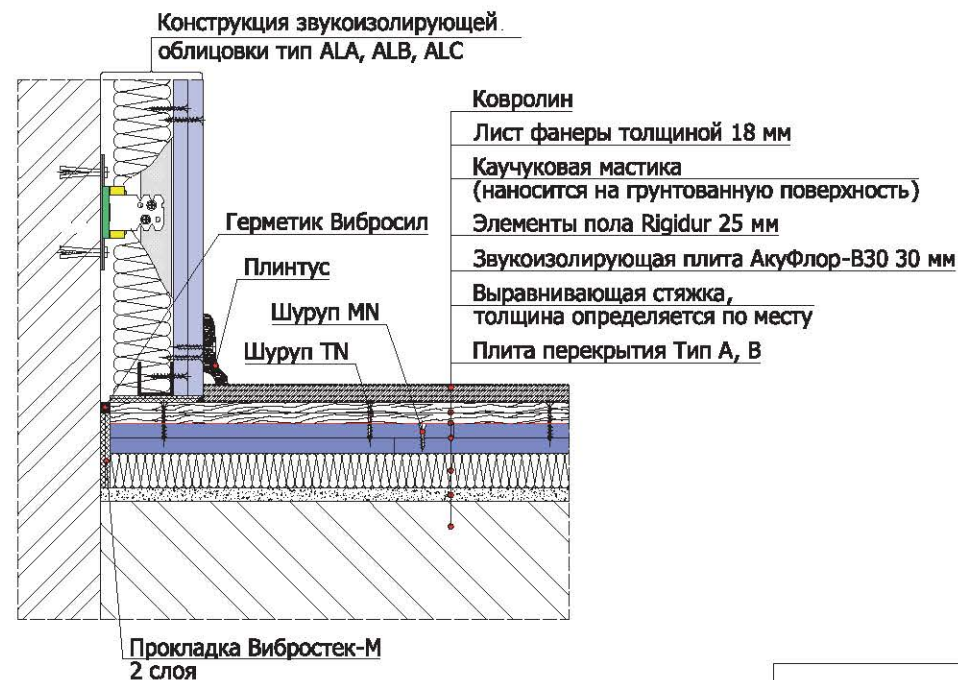 Конструкция звукоизолирующей
облицовки тип ALA, ALB, ALC
Ковролин
Лист фанеры толщиной 18 мм
Каучуковая мастика
(наносится на грунтованную поверхность)
Элементы пола Rigidur 25 мм
Звукоизолирующая плита АкуФлор-В30 30 мм
Выравнивающая стяжка,
толщина определяется по месту
Плита перекрытия Тип А, В
Герметик Вибросил
Плинтус
Шуруп MN
Шуруп TN
Прокладка Вибростек-М
2 слоя